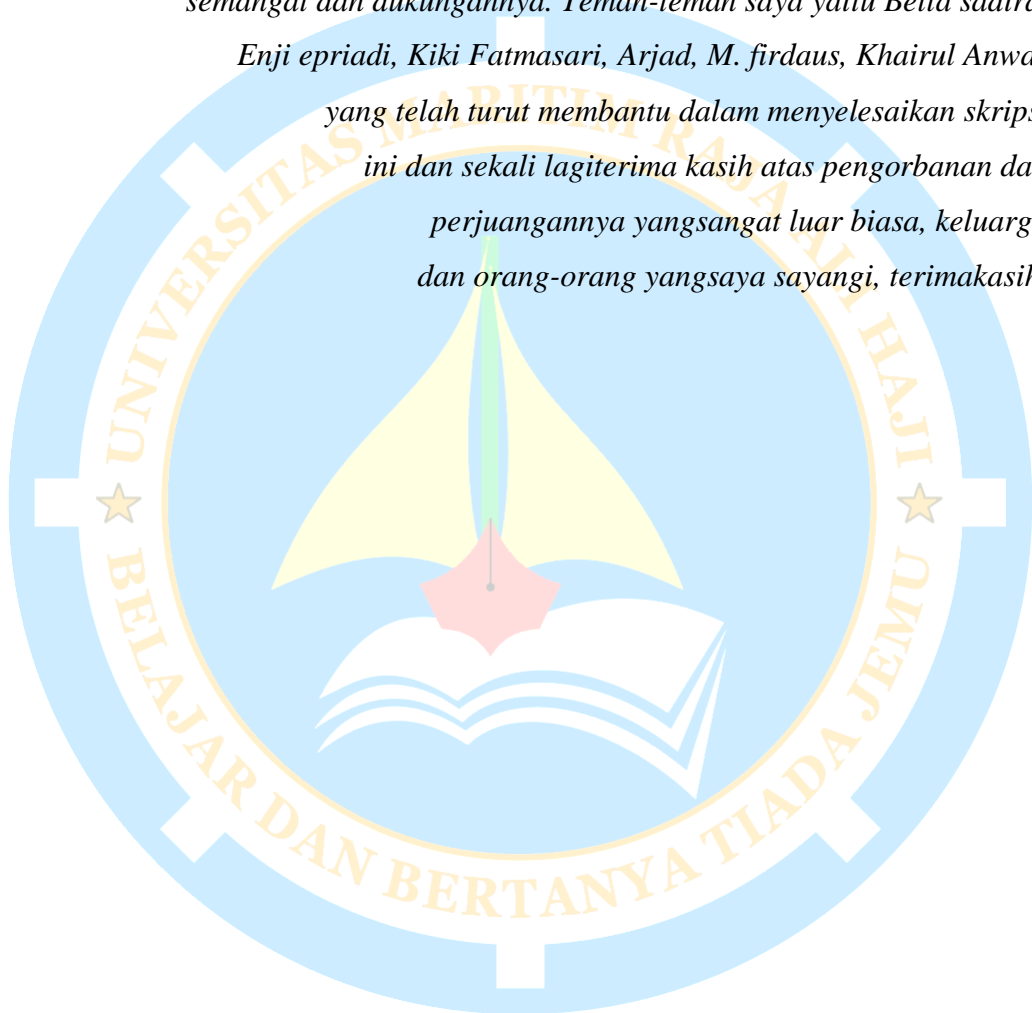 semangat dan dukungannya. Teman-teman saya yaitu Bella
Enji epriadi, Kiki Fatmasari, Arjad, M. firdaus, Khairul Anwa
yang telah turut membantu dalam menyelesaikan skrips
ini dan sekali lagiterima kasih atas pengorbanan da
perjuangannya yangsangat luar biasa, keluarg
dan orang-orang yangsaya sayangi, terimakasih
UNIVERSITAS MARITIM RAJA ALI HAJI
BELAJAR DAN BERTANYA TIADA JEMU